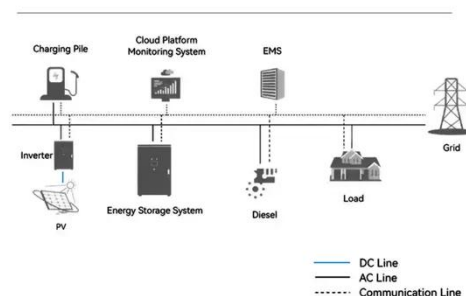 Charging Pile
Cloud Platform
Monitoring System
EMS
Inverter
Grid
PV
Energy Storage System
Diesel
Load
DC Line
AC Line
Communication Line